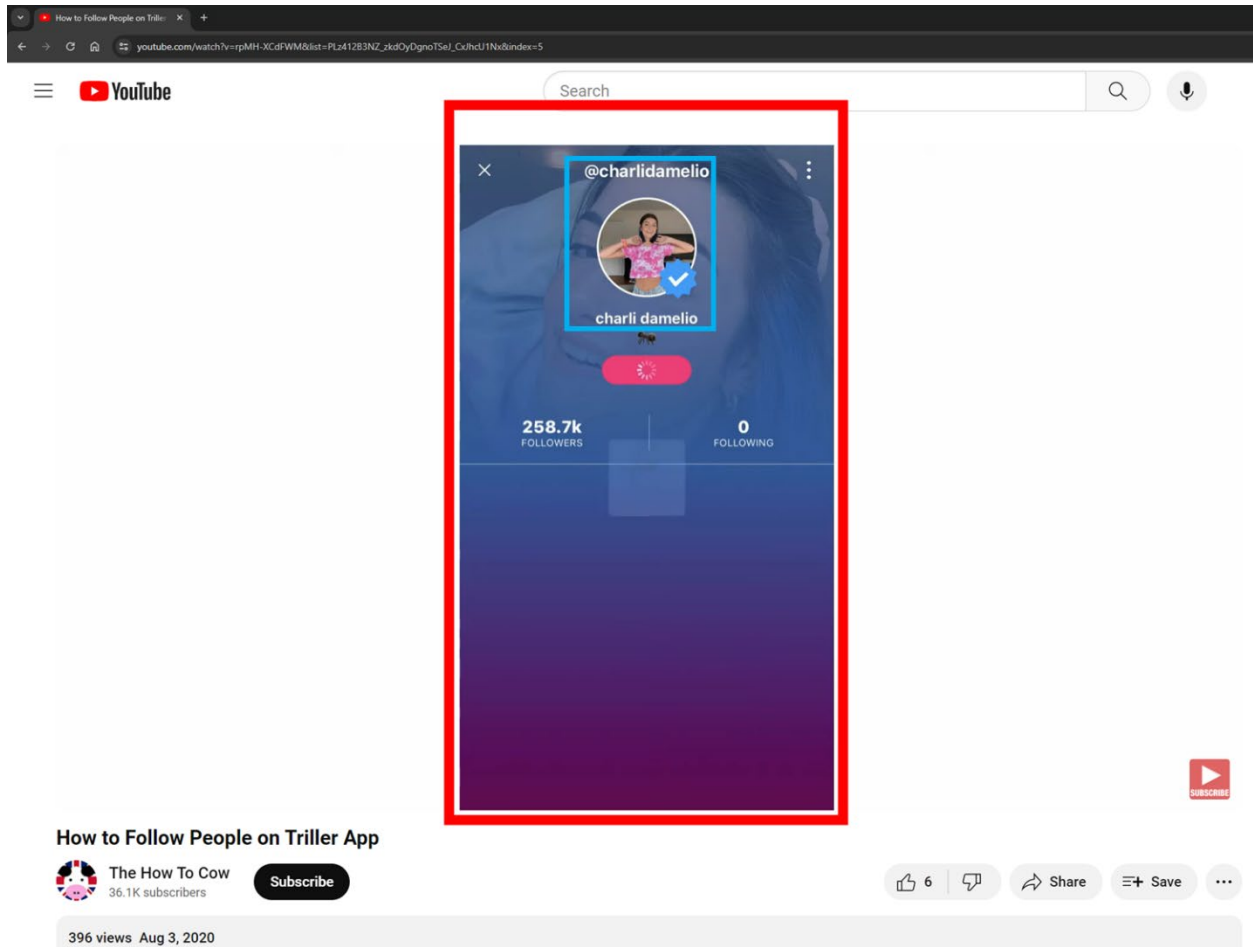 How to Follow People on Triller
youtube.com/watch?v=rpMH-XCdFWM&list=PLz41283NZ_zkdOyDgnoTSeJ_CxJhcU1Nx&index=5
YouTube
Search
@charlidamelio
charli damelio
258.7k
FOLLOWERS
0
FOLLOWING
SUBSCRIBE
How to Follow People on Triller App
The How To Cow
36.1K subscribers
Subscribe
6
Share
Save
396 views Aug 3, 2020